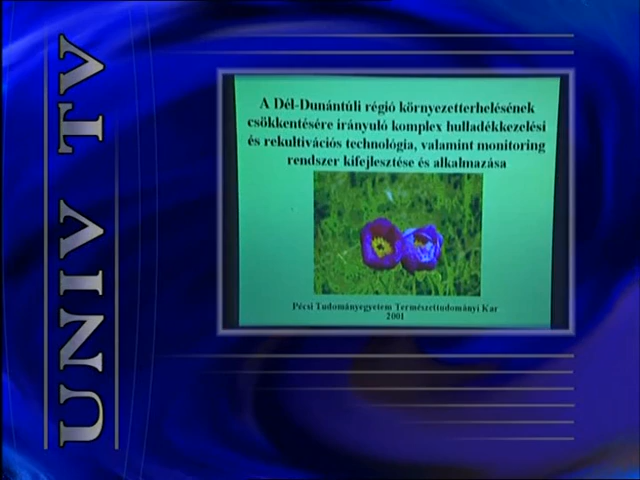 UNIV TV
A Dél-Dunántúli régió környezetterhelésének
csökkentésére irányuló komplex hulladékkezelési
és rekultivációs technológia, valamint monitoring
rendszer kifejlesztése és alkalmazása
Pécsi Tudományegyetem Természettudományi Kar
2001